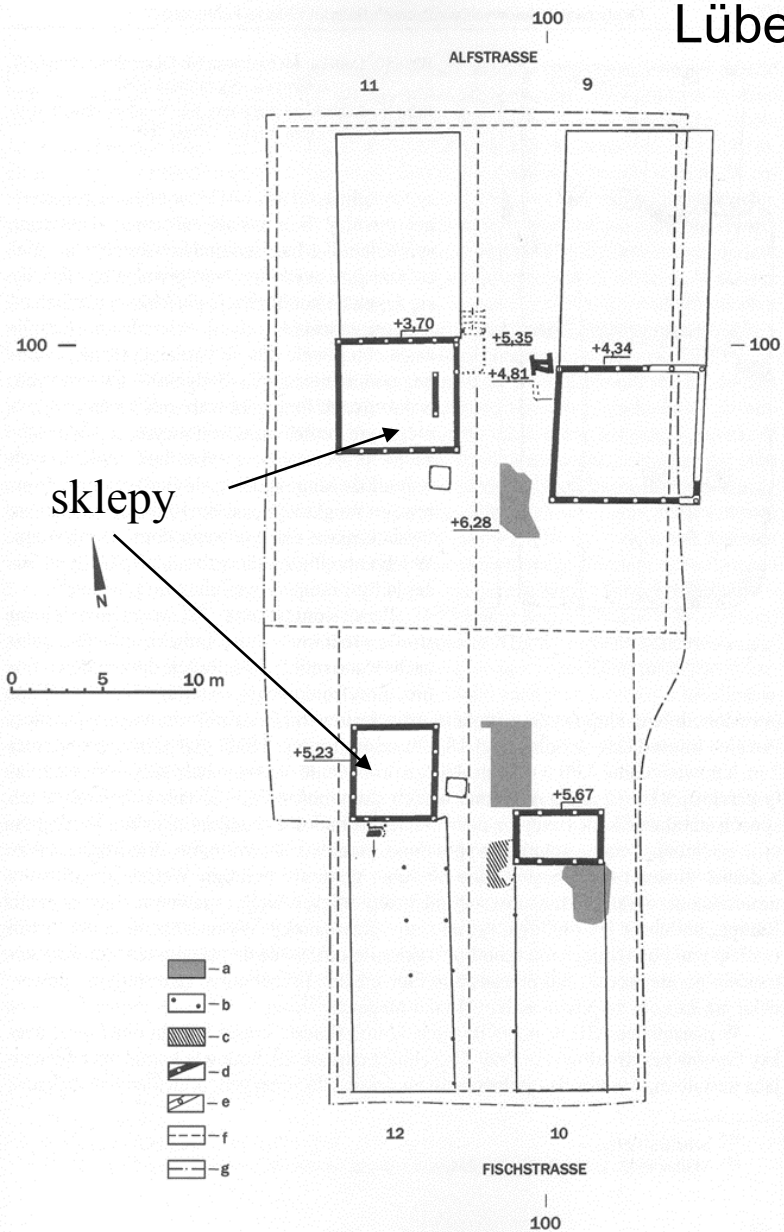 Lübe
100
ALFSTRASSE
11
9
+3,70
+5,35
100
100
+4,81
+4,34
sklepy
+6,28
N
0 5 10 m
+5,23
+5,67
a
b
c
d
e
f
g
12
10
FISCHSTRASSE
100